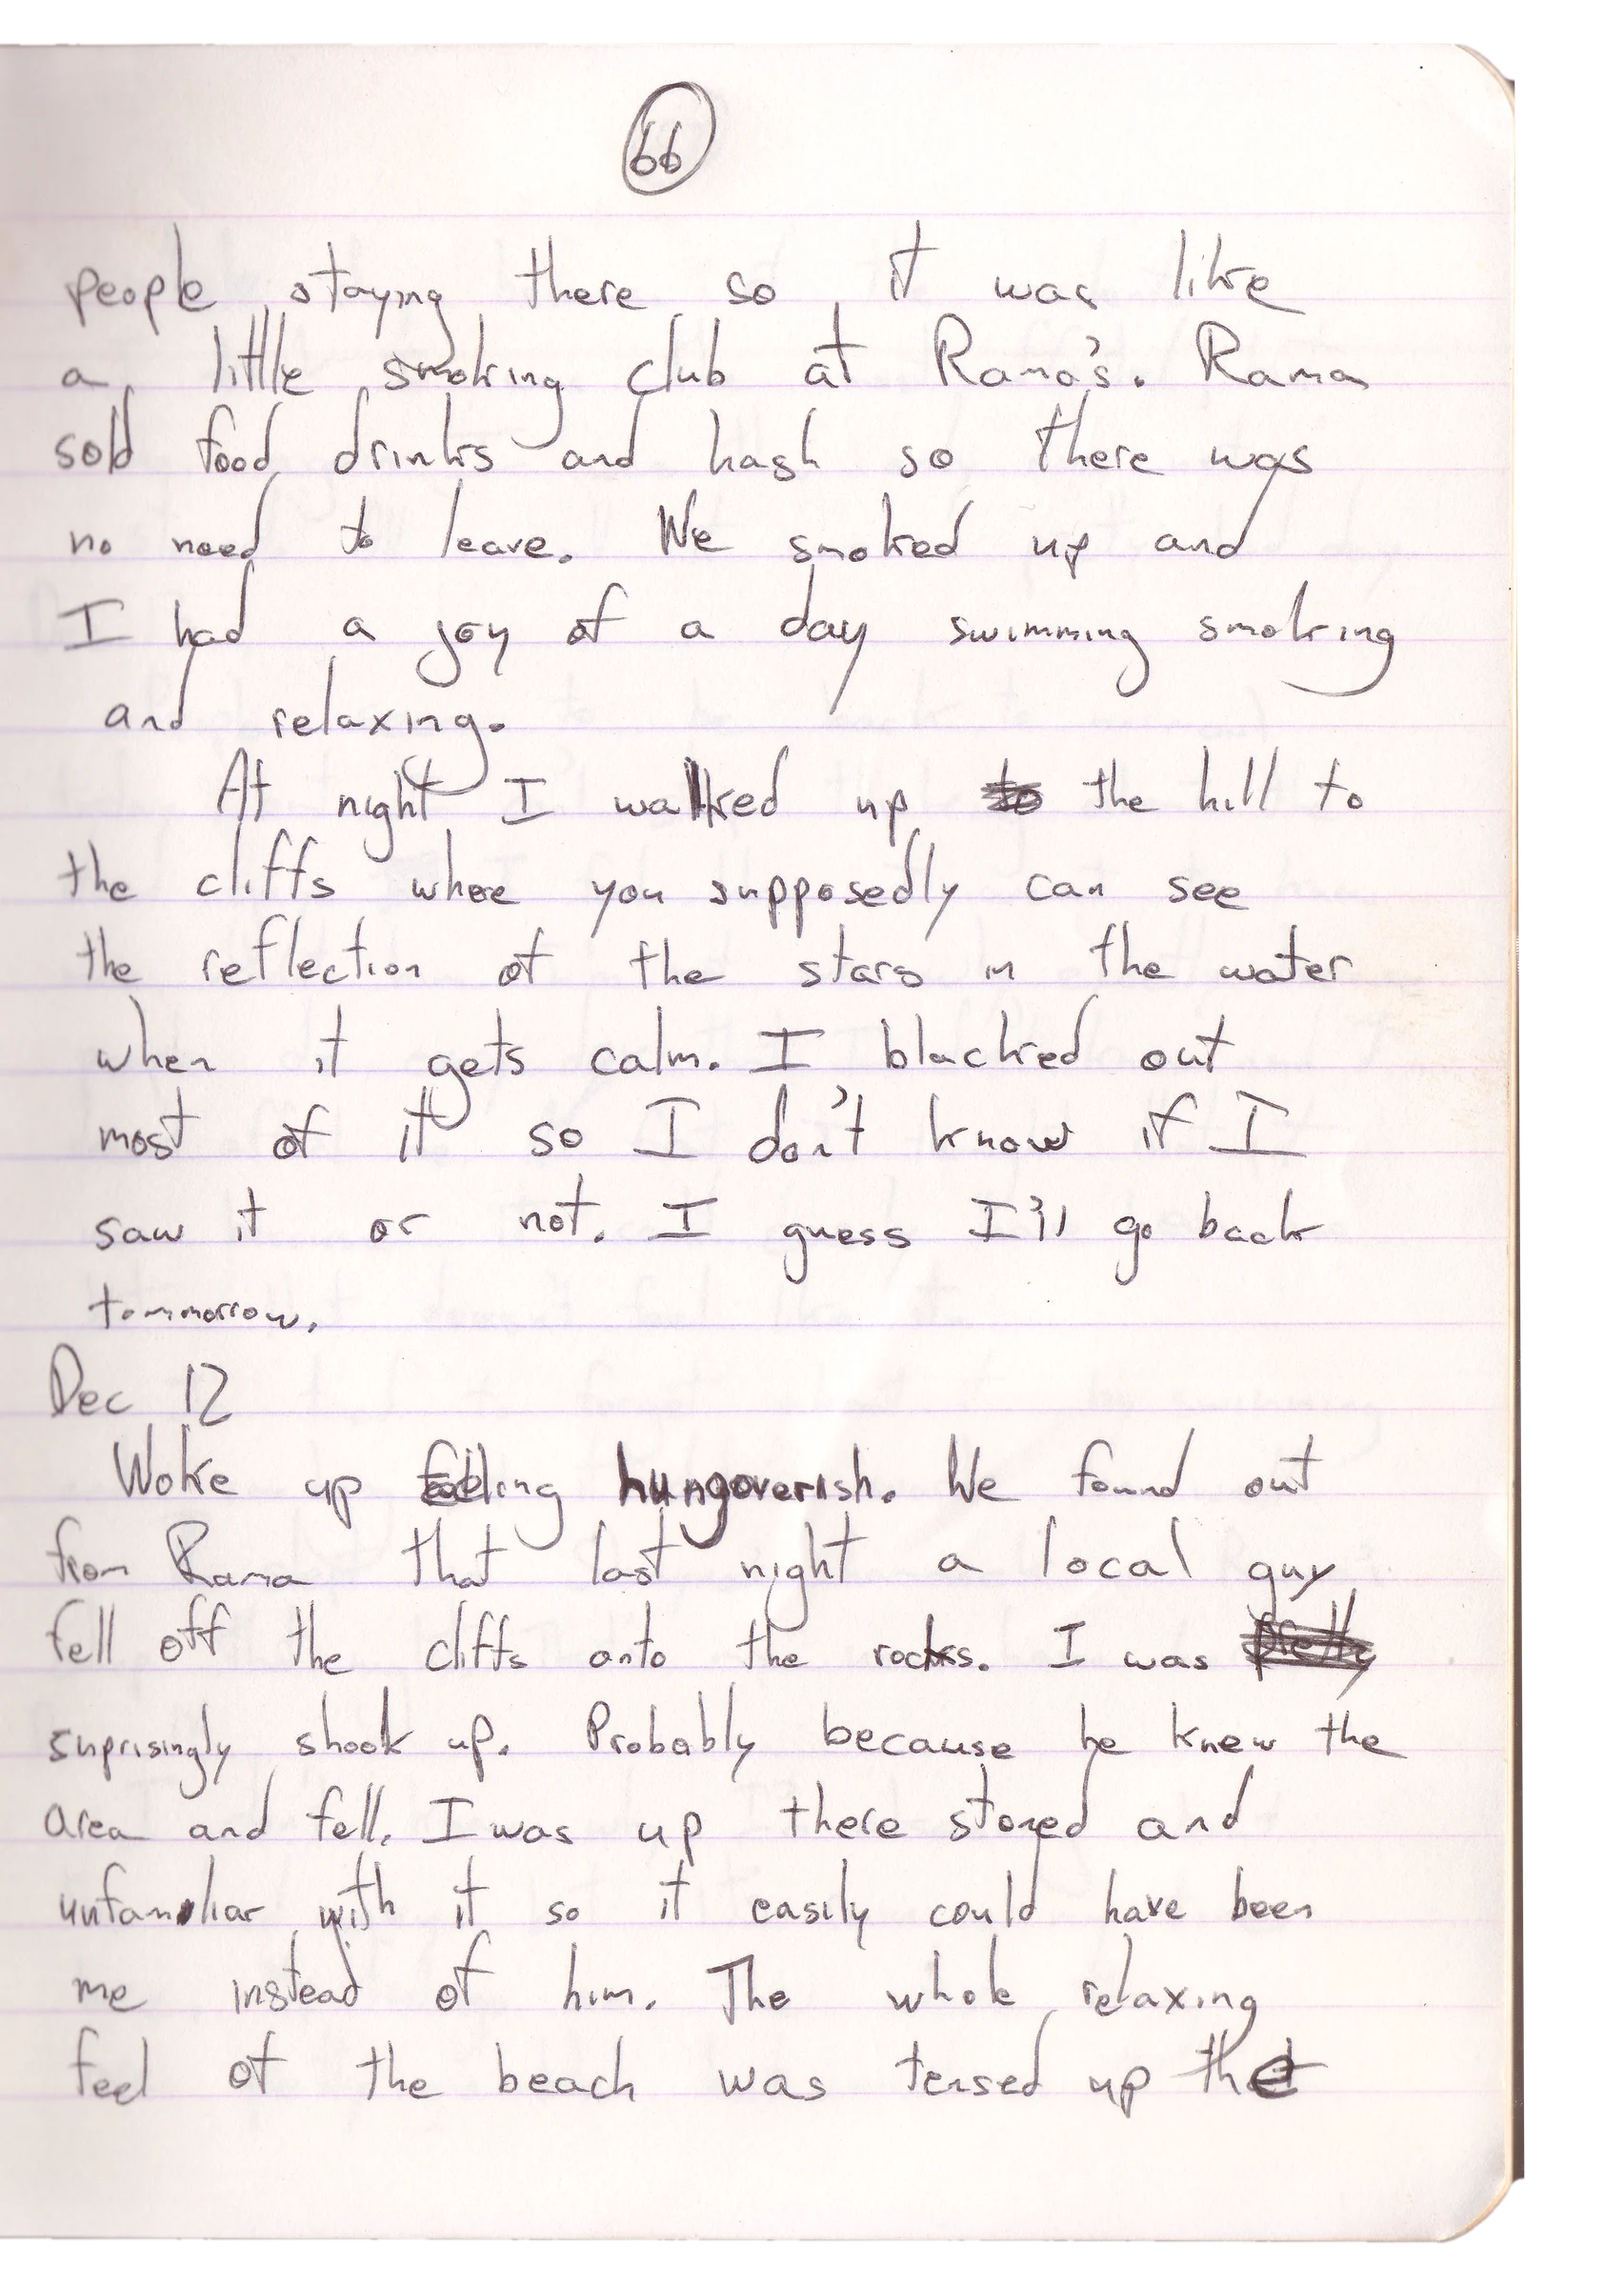 66
people staying there so it was like
a little smoking club at Rama's. Rama
sold food drinks and hash so there was
no need to leave. We smoked up and
I had a joy of a day swimming smoking
and relaxing.
At night I walked up to the hill to
the cliffs where you supposedly can see
the reflection of the stars in the water
when it gets calm. I blacked out
most of it so I don't know if I
saw it or not. I guess I'll go back
tommorrow.
Dec 12
Woke up feeling hungoverish. We found out
from Rama that last night a local guy
fell off the cliffs onto the rocks. I was pretty
suprisingly shook up. Probably because he knew the
area and fell. I was up there stoned and
unfamiliar with it so it easily could have been
me instead of him. The whole relaxing
feel of the beach was tensed up that